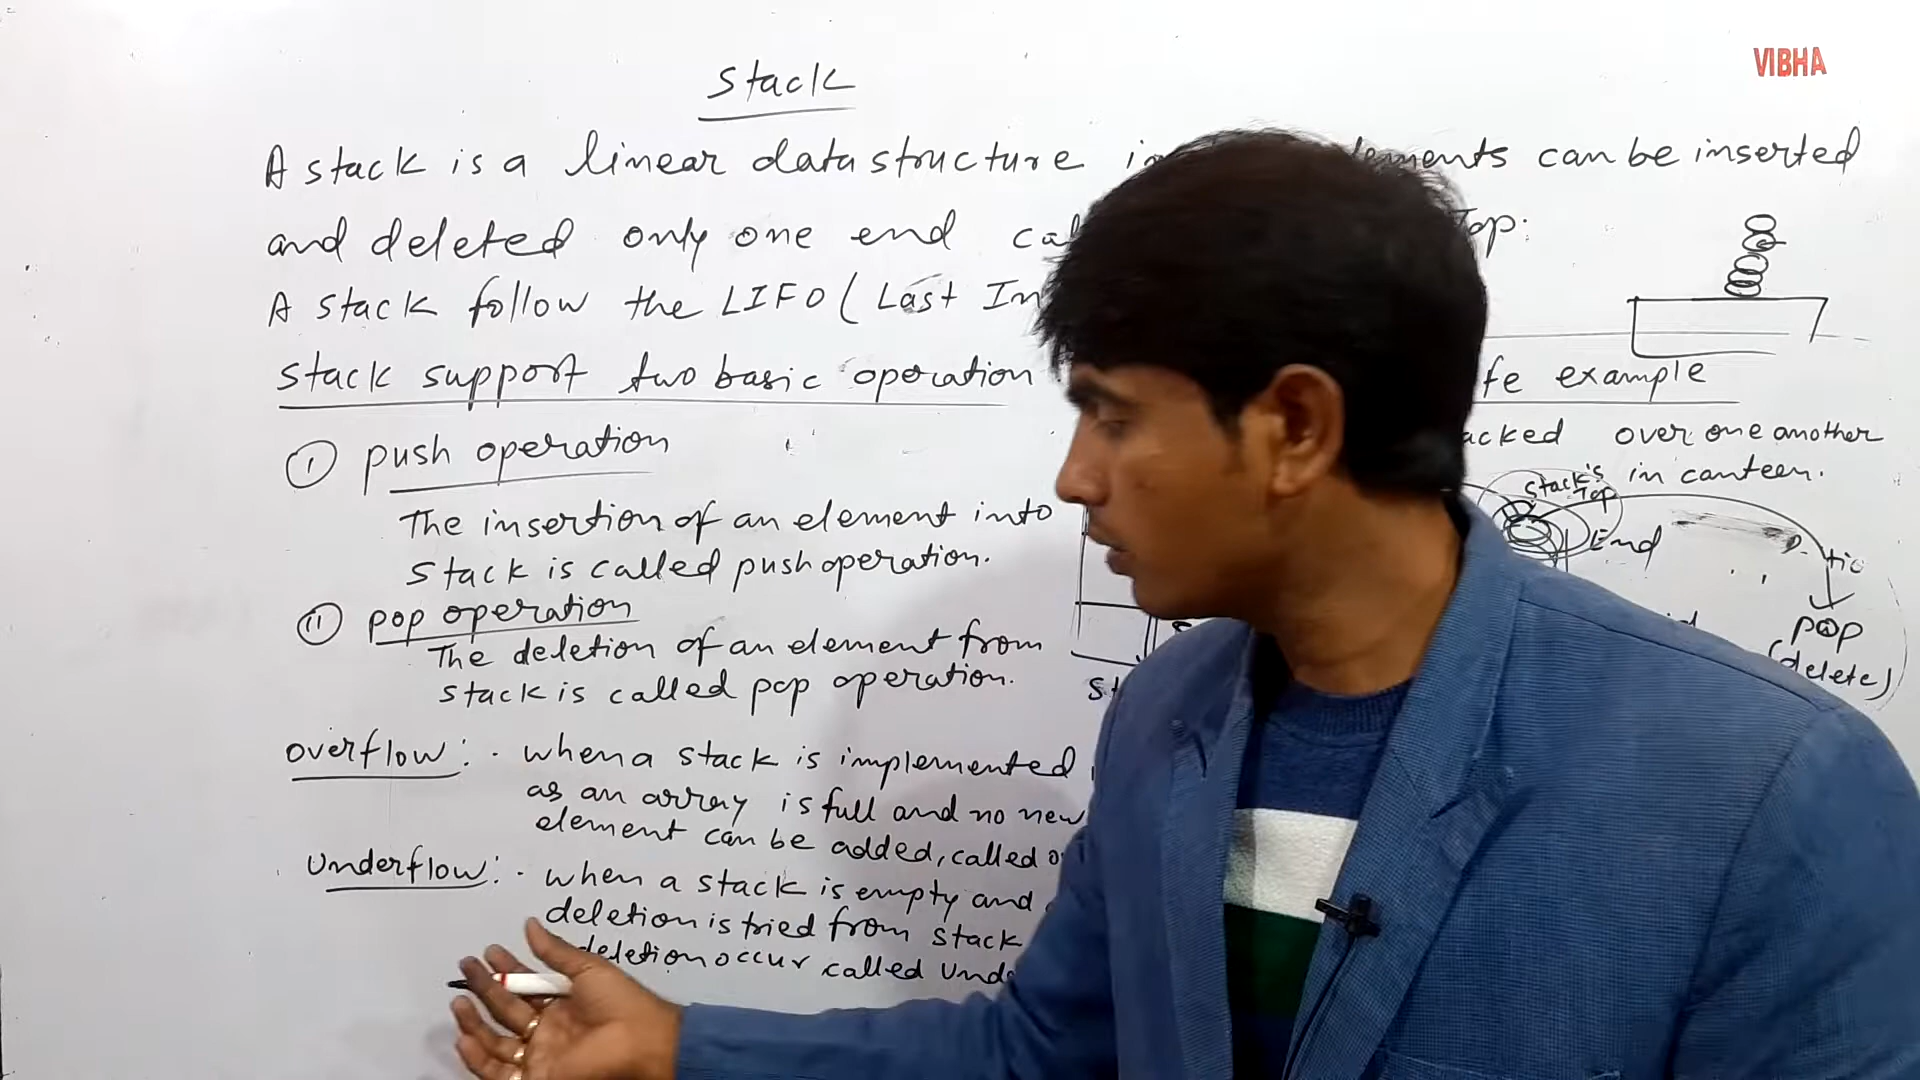 VIBHA
Stack
A stack is a linear data structure in elements can be inserted
and deleted only one end Top:
A stack follow the LIFO ( Last In
stack support two basic operation
example
over one another
in canteen.
(I) push operation
The insertion of an element into
stack is called push operation.
(II) pop operation
The deletion of an element from
stack is called pop operation.
stack's
Top
End
pop
(delete)
overflow: - when a stack is implemented
as an array is full and no new
element can be added, called
Underflow: - when a stack is empty and
deletion is tried from stack
deletion occur called